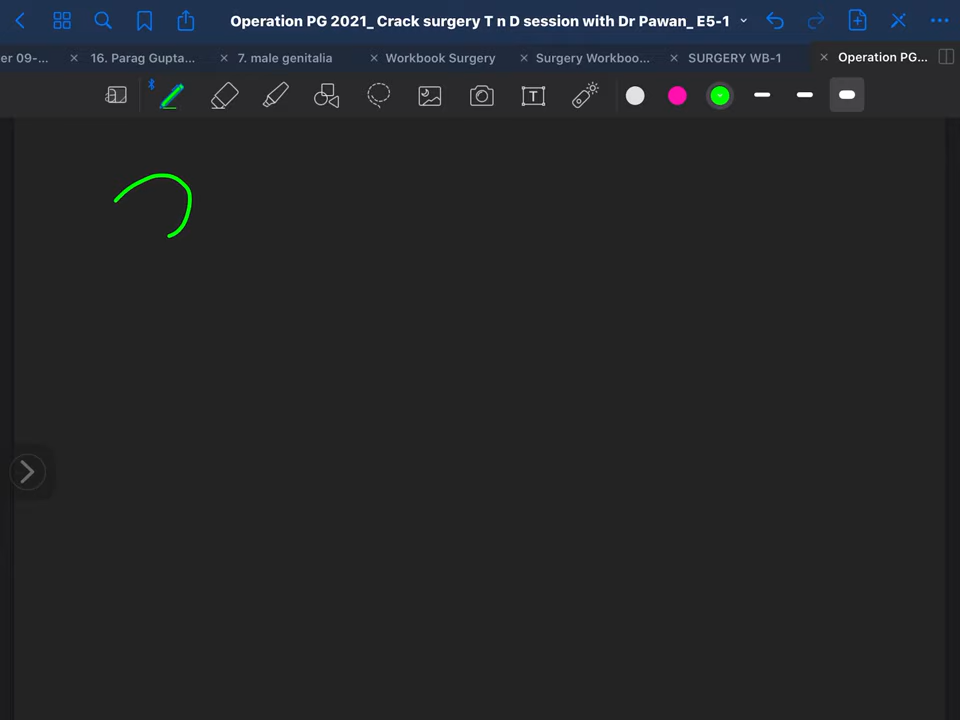 Operation PG 2021_ Crack surgery T n D session with Dr Pawan_ E5-1
er 09-... 16. Parag Gupta... 7. male genitalia Workbook Surgery Surgery Workboo... SURGERY WB-1 Operation PG...
T